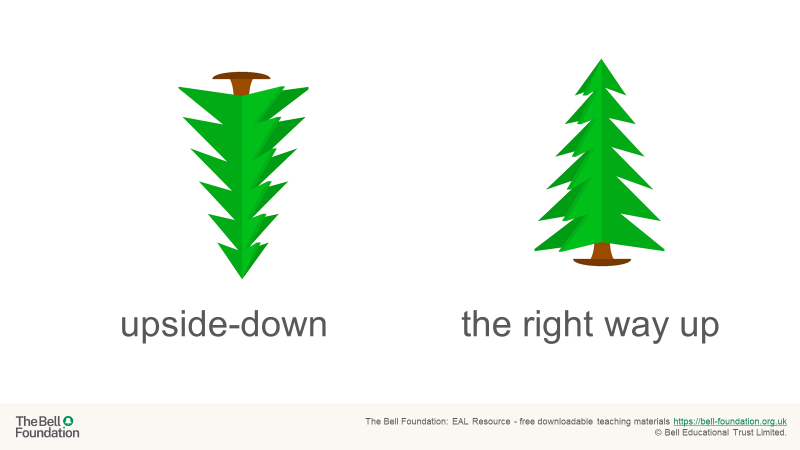 upside-down
the right way up
The Bell
Foundation
The Bell Foundation: EAL Resource - free downloadable teaching materials https://bell-foundation.org.uk
© Bell Educational Trust Limited.